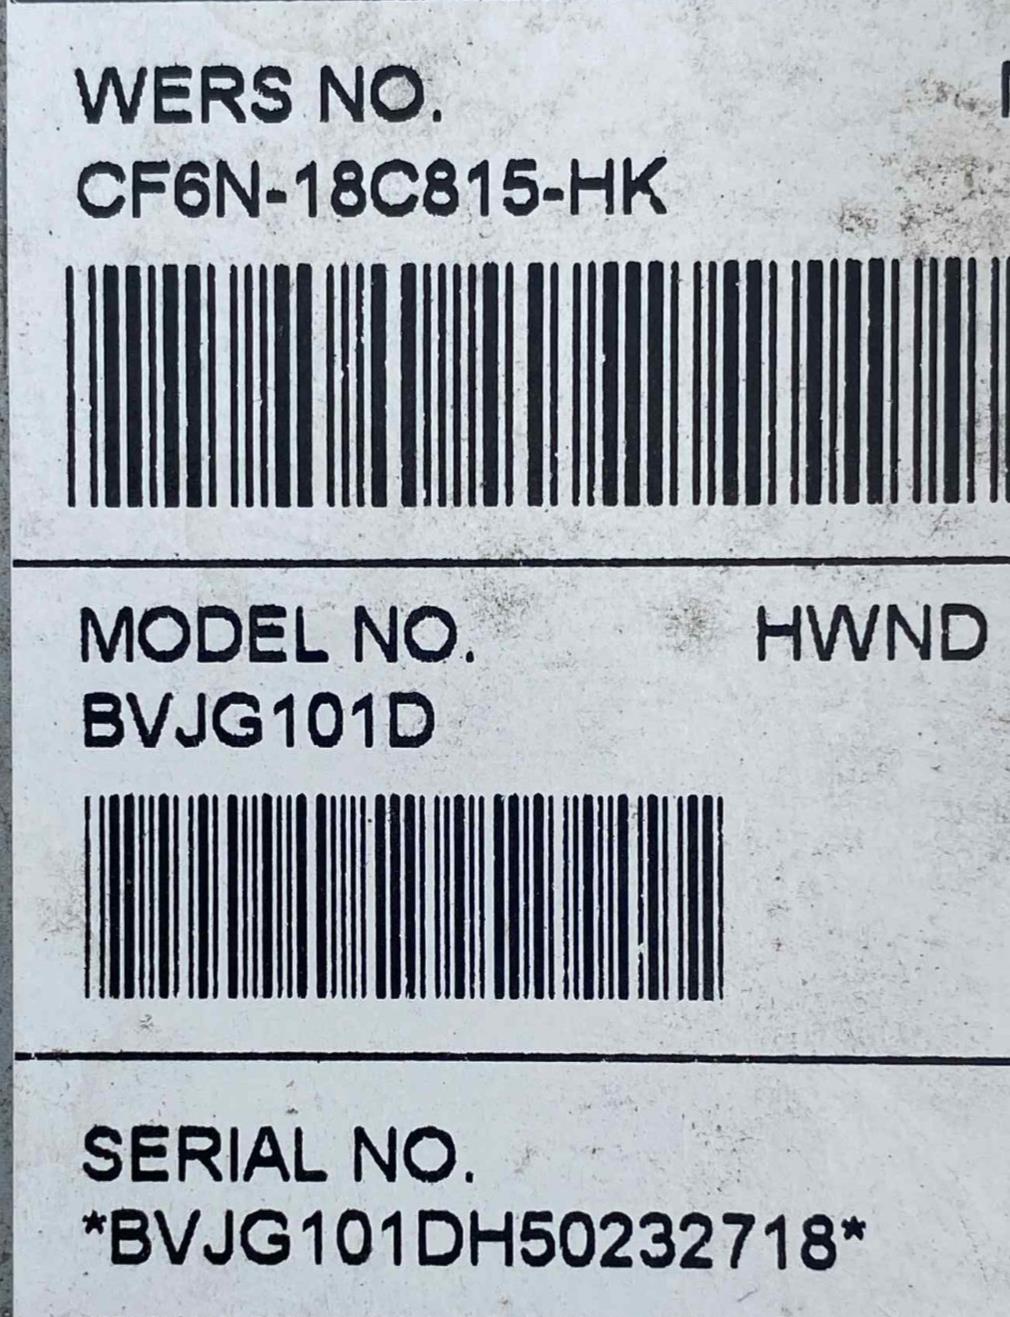 WERS NO.
CF6N-18C815-HK
MODEL NO. HWND
BVJG101D
SERIAL NO.
*BVJG101DH50232718*